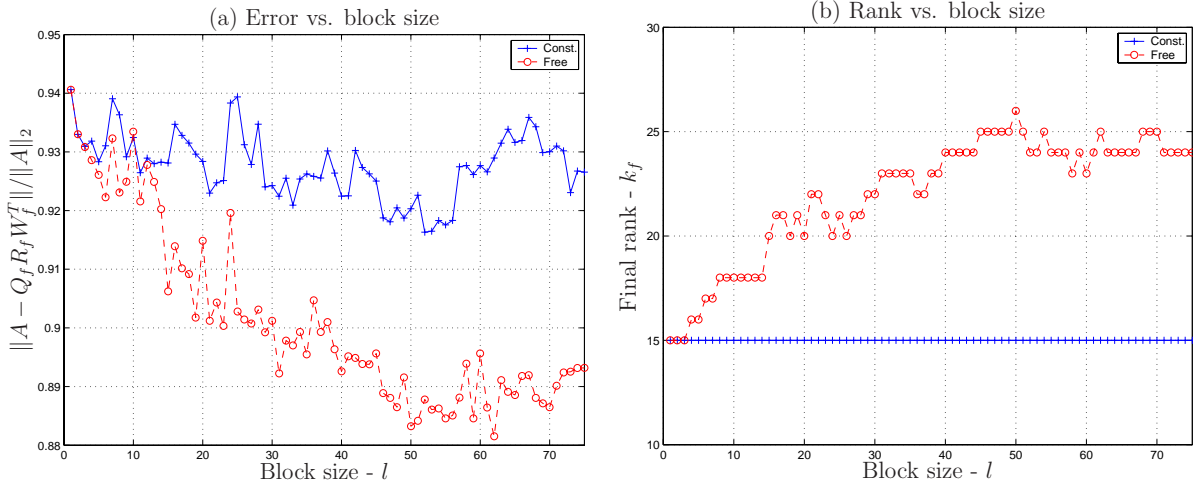 (a) Error vs. block size
||A − Q_f R_f W_f^T||/||A||_2
0.95
0.94
0.93
0.92
0.91
0.9
0.89
0.88
0 10 20 30 40 50 60 70
Block size - l
Const.
Free
(b) Rank vs. block size
Final rank - k_f
30
25
20
15
10
0 10 20 30 40 50 60 70
Block size - l
Const.
Free